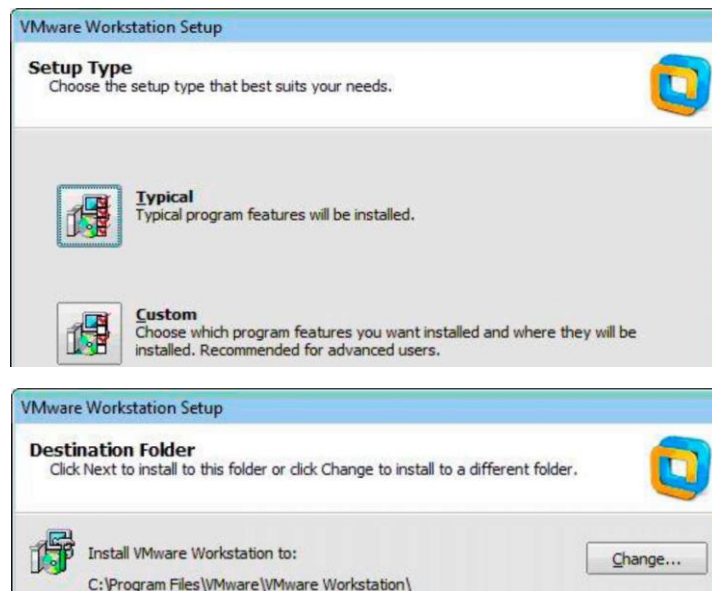 VMware Workstation Setup
Setup Type
Choose the setup type that best suits your needs.
Typical
Typical program features will be installed.
Custom
Choose which program features you want installed and where they will be
installed. Recommended for advanced users.
VMware Workstation Setup
Destination Folder
Click Next to install to this folder or click Change to install to a different folder.
Install VMware Workstation to:
Change...
C:\Program Files\VMware\VMware Workstation\